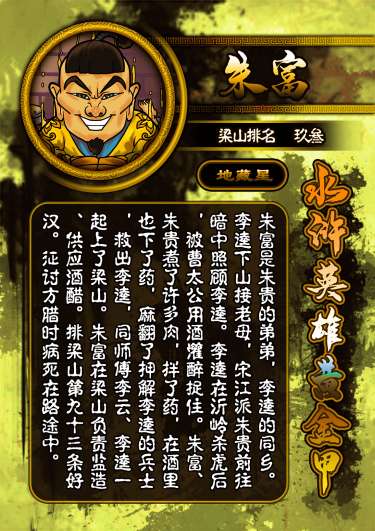 朱富
梁山排名 玖叁
地藏星
水浒英雄黄金甲
朱富是朱贵的弟弟，李逵的同乡。
李逵下山接老母，宋江派朱贵前往
暗中照顾李逵。李逵在沂岭杀虎后
，被曹太公用酒灌醉捉住。朱富、
朱贵煮了许多肉，拌了药，在酒里
也下了药，麻翻了押解李逵的兵士
，救出李逵，同师傅李云、李逵一
起上了梁山。朱富在梁山负责监造
、供应酒醋。排梁山第九十三条好
汉。征讨方腊时病死在路途中。